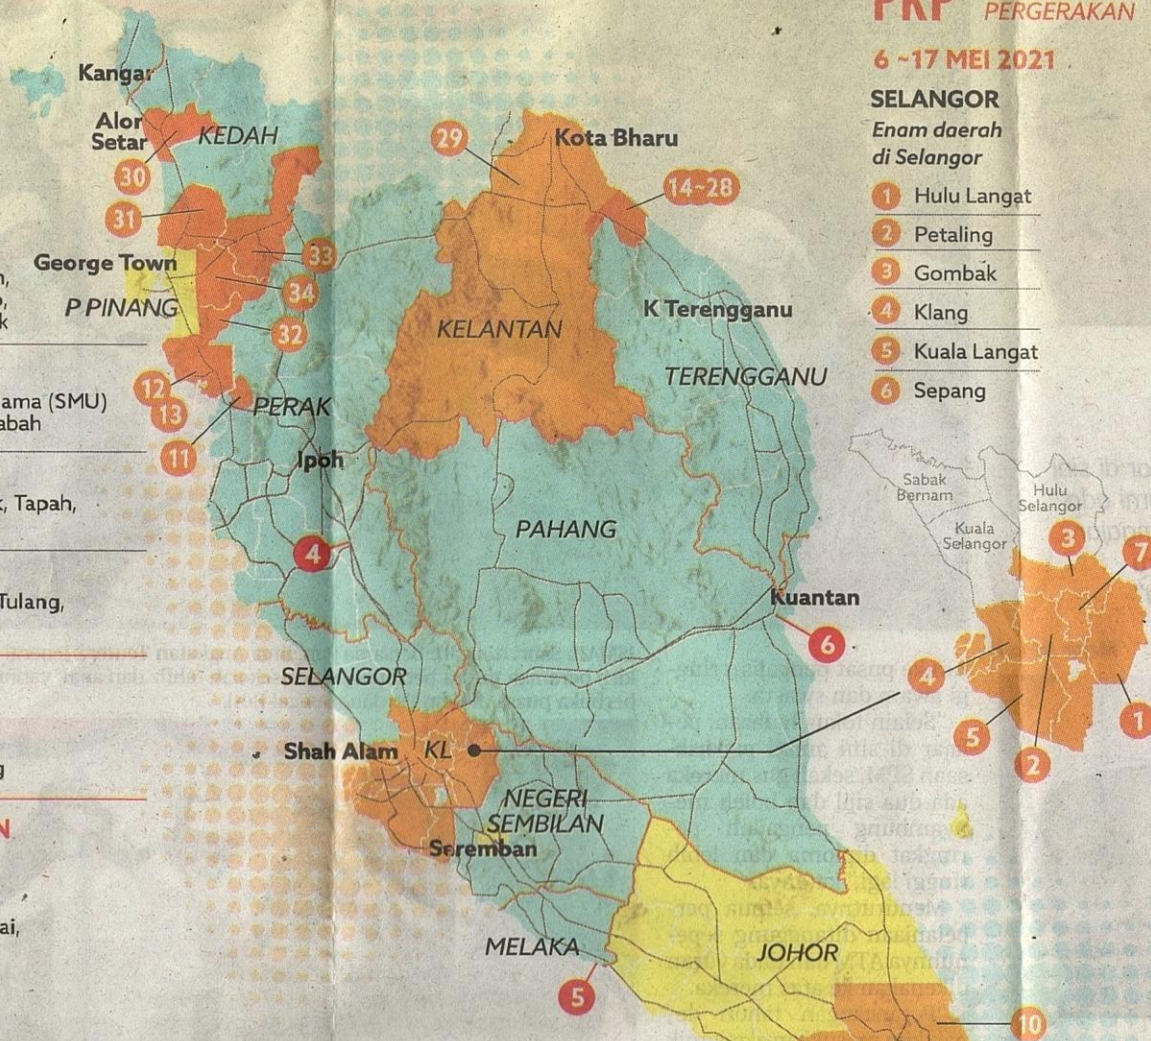 PKP
PERGERAKAN
6 ~17 MEI 2021
SELANGOR
Enam daerah
di Selangor
1 Hulu Langat
2 Petaling
3 Gombak
4 Klang
5 Kuala Langat
6 Sepang
Kangar
Alor
Setar
KEDAH
30
31
George Town
P PINANG
33
34
32
12
13
11
29
Kota Bharu
14~28
KELANTAN
K Terengganu
TERENGGANU
PERAK
Ipoh
4
PAHANG
Kuantan
6
SELANGOR
Shah Alam
KL
NEGERI
SEMBILAN
Seremban
MELAKA
5
JOHOR
10
Sabak
Bernam
Hulu
Selangor
Kuala
Selangor
3
7
4
5
2
1
ama (SMU)
abah
k, Tapah,
Tulang,
g
N
ai,